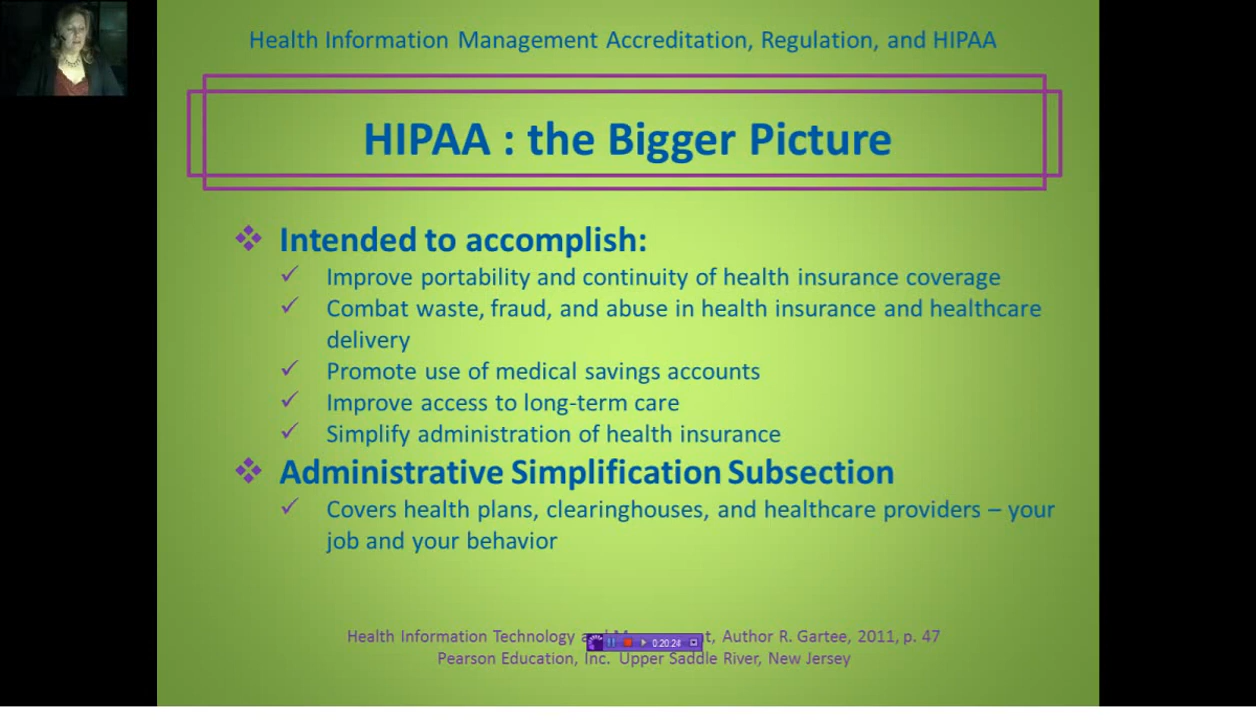 Health Information Management Accreditation, Regulation, and HIPAA
HIPAA : the Bigger Picture
Intended to accomplish:
Improve portability and continuity of health insurance coverage
Combat waste, fraud, and abuse in health insurance and healthcare
delivery
Promote use of medical savings accounts
Improve access to long-term care
Simplify administration of health insurance
Administrative Simplification Subsection
Covers health plans, clearinghouses, and healthcare providers – your
job and your behavior
Health Information Technology , Author R. Gartee, 2011, p. 47
0:20:24
Pearson Education, Inc. Upper Saddle River, New Jersey